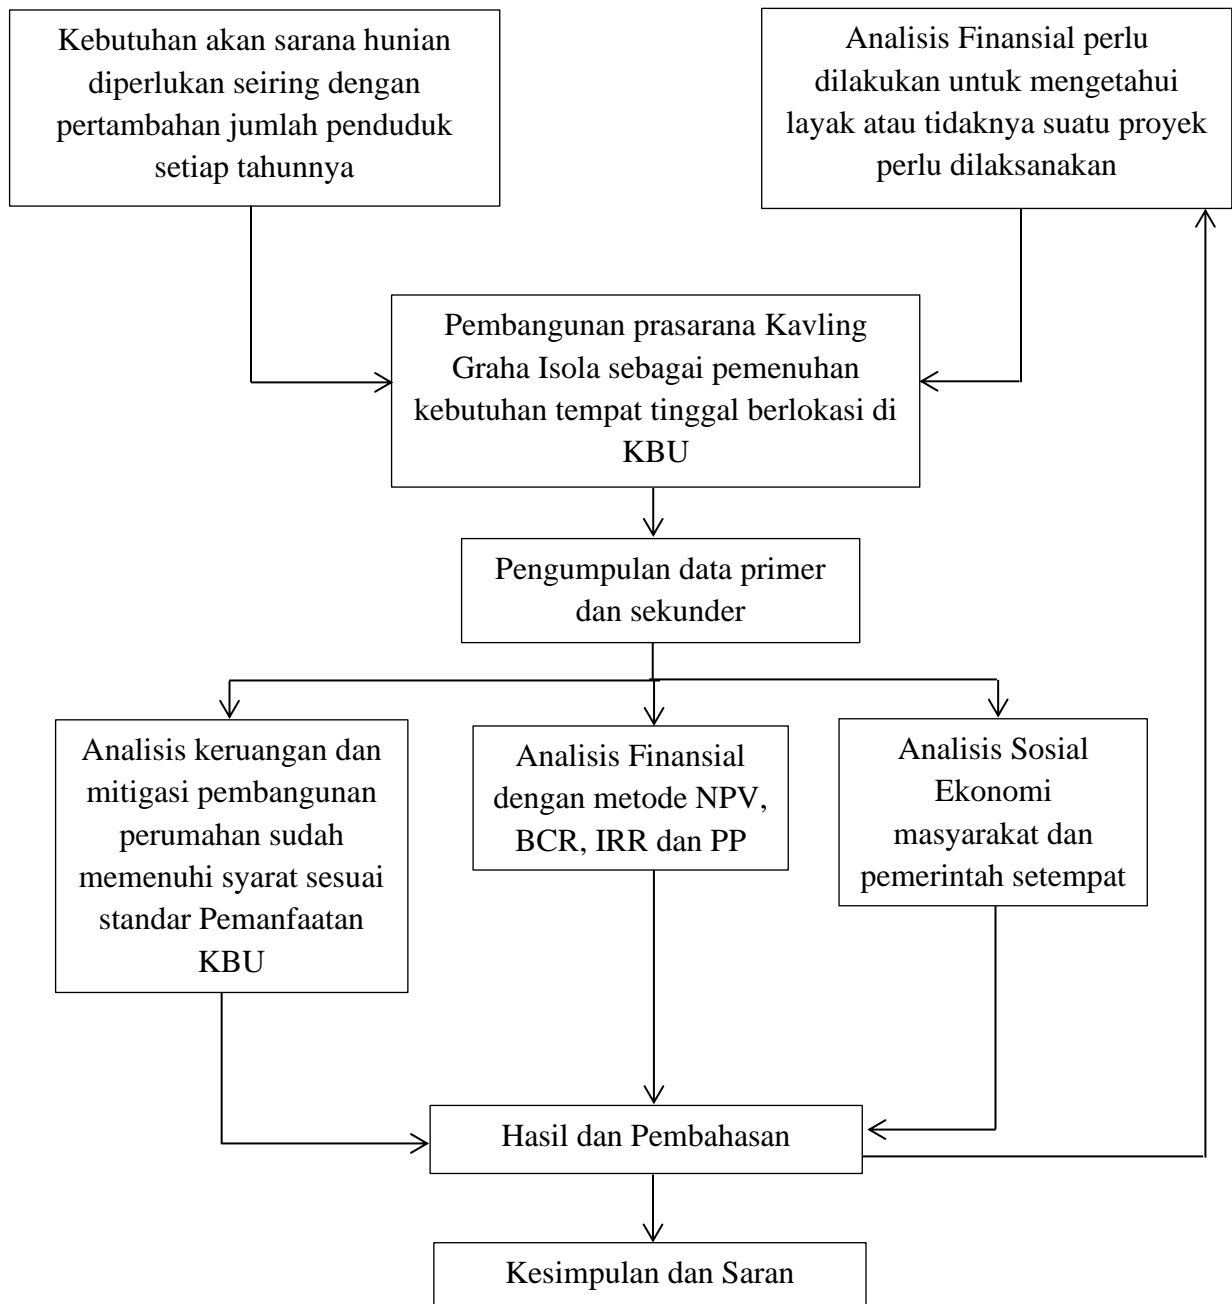 Kebutuhan akan sarana hunian
diperlukan seiring dengan
pertambahan jumlah penduduk
setiap tahunnya
Analisis Finansial perlu
dilakukan untuk mengetahui
layak atau tidaknya suatu proyek
perlu dilaksanakan
Pembangunan prasarana Kavling
Graha Isola sebagai pemenuhan
kebutuhan tempat tinggal berlokasi di
KBU
Pengumpulan data primer
dan sekunder
Analisis keruangan dan
mitigasi pembangunan
perumahan sudah
memenuhi syarat sesuai
standar Pemanfaatan
KBU
Analisis Finansial
dengan metode NPV,
BCR, IRR dan PP
Analisis Sosial
Ekonomi
masyarakat dan
pemerintah setempat
Hasil dan Pembahasan
Kesimpulan dan Saran